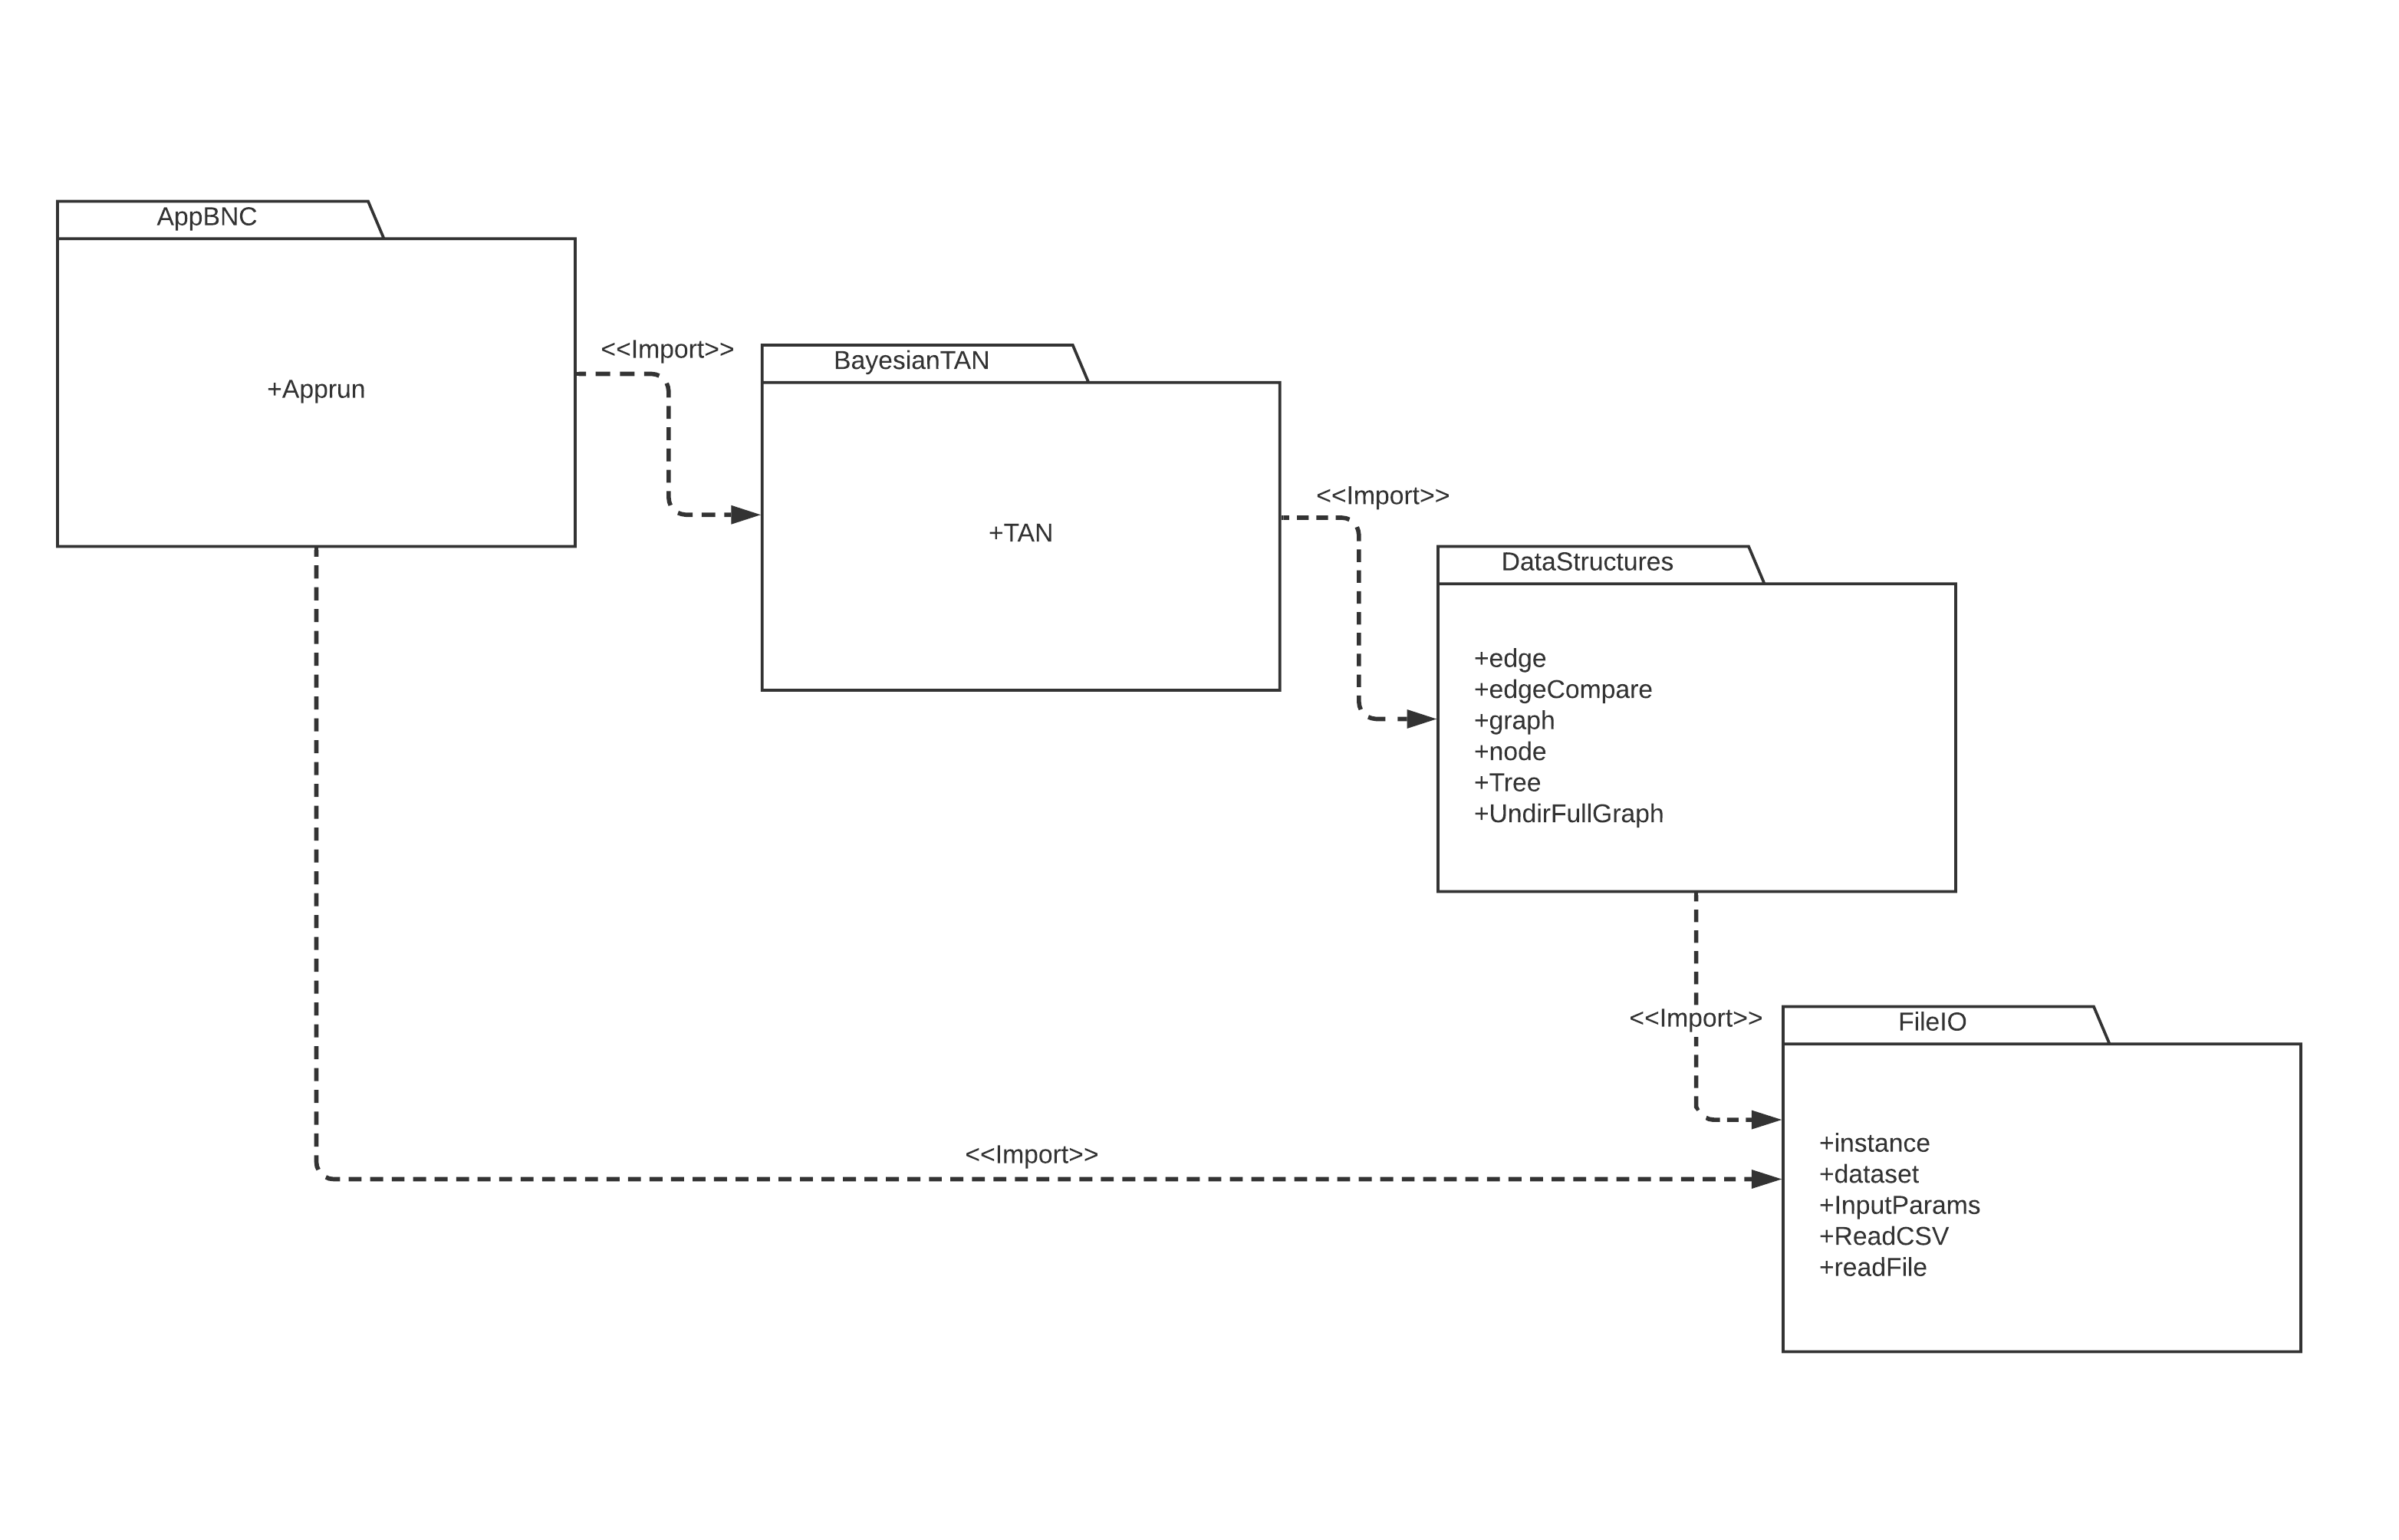 AppBNC
+Apprun
<<Import>>
BayesianTAN
+TAN
<<Import>>
DataStructures
+edge
+edgeCompare
+graph
+node
+Tree
+UndirFullGraph
<<Import>>
FileIO
+instance
+dataset
+InputParams
+ReadCSV
+readFile
<<Import>>